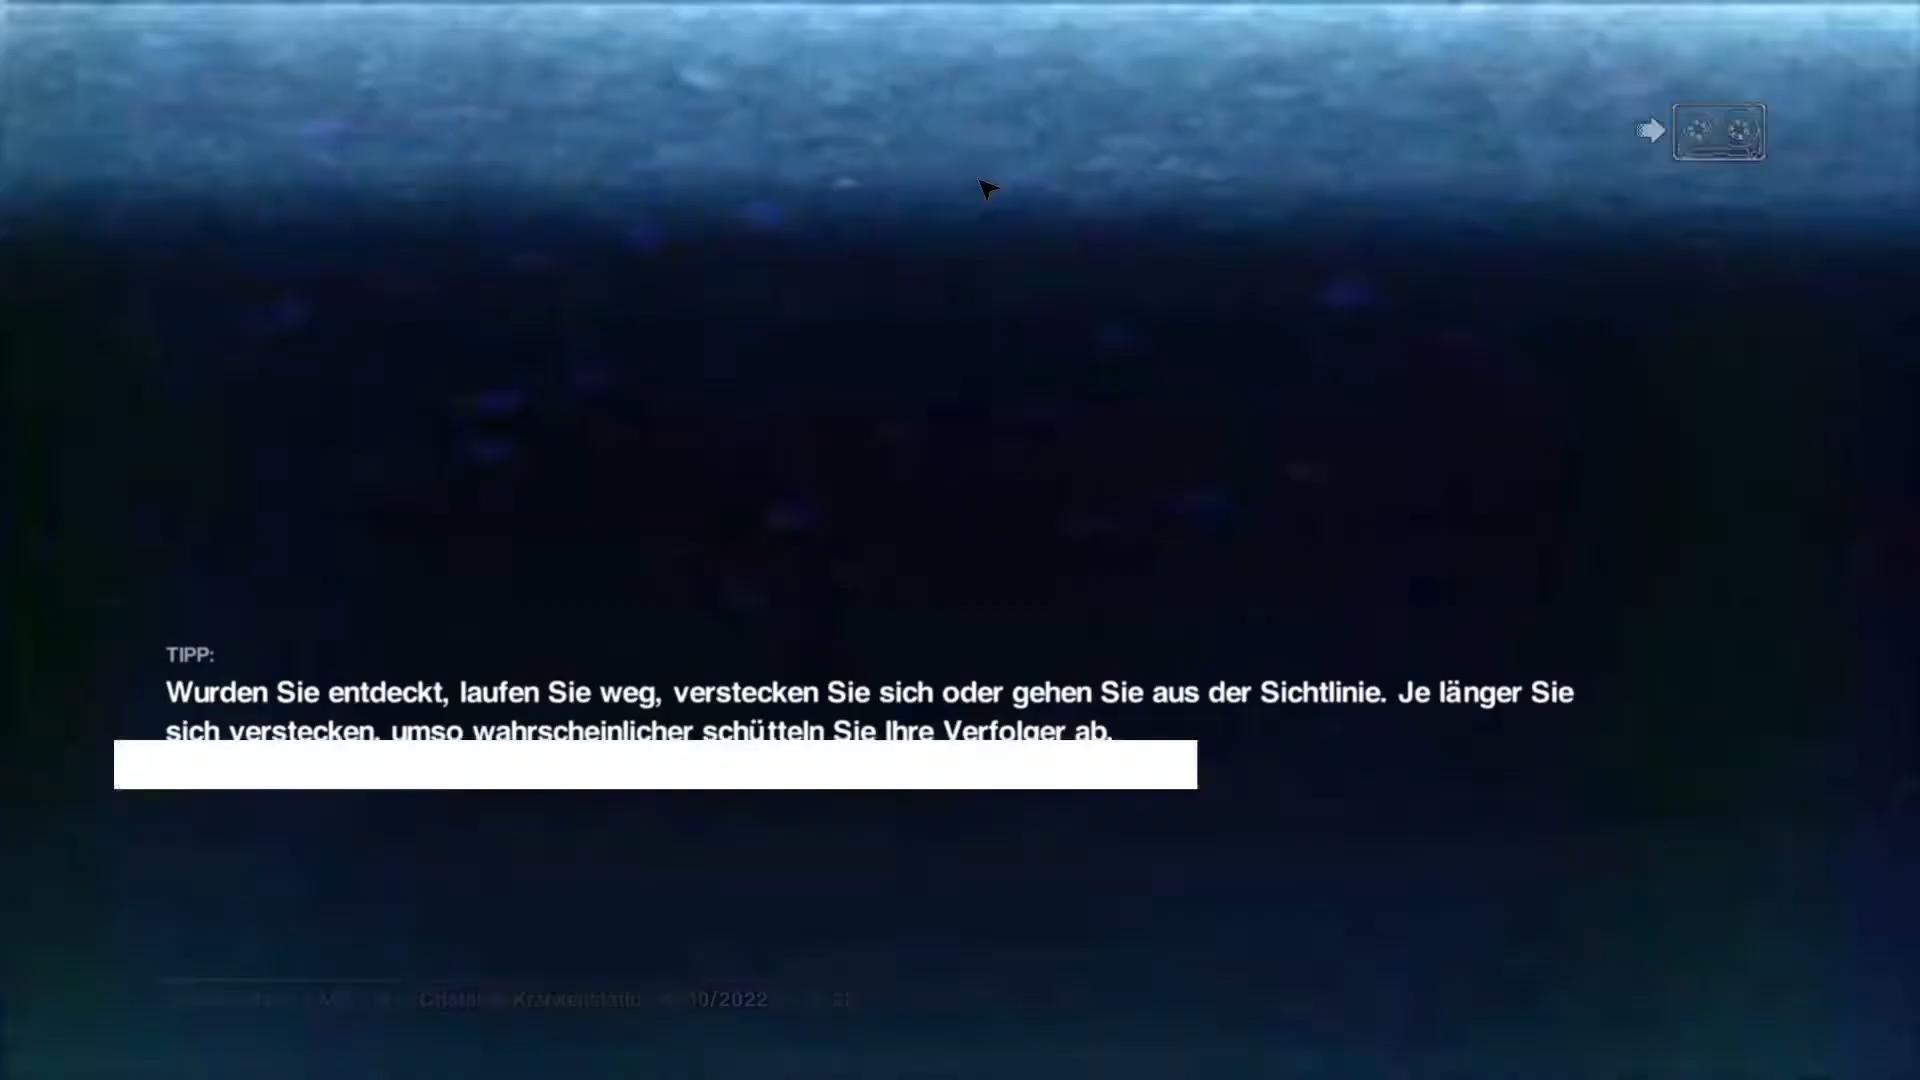 TIPP:
Wurden Sie entdeckt, laufen Sie weg, verstecken Sie sich oder gehen Sie aus der Sichtlinie. Je länger Sie
sich verstecken, umso wahrscheinlicher schütteln Sie Ihre Verfolger ab.
10/2022